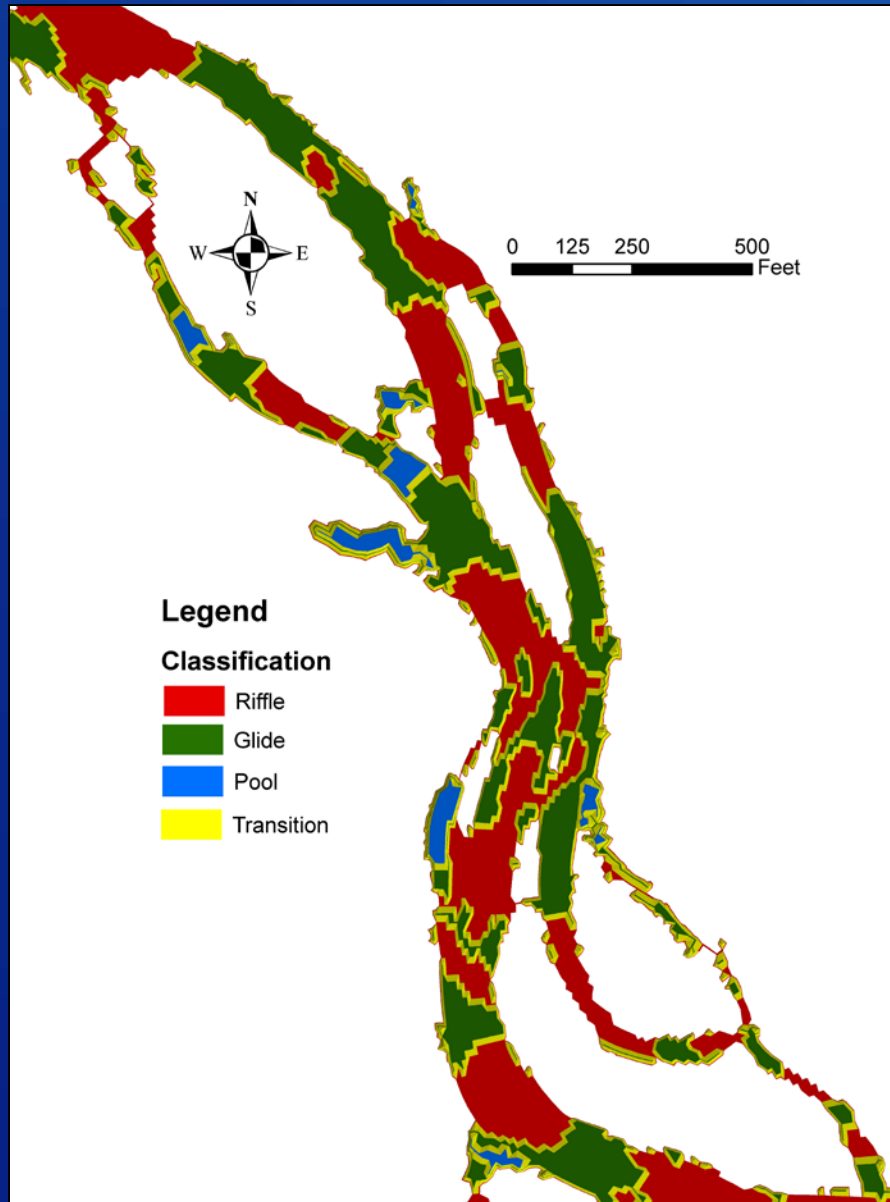 N
W E
S
0 125 250 500
Feet
Legend
Classification
Riffle
Glide
Pool
Transition